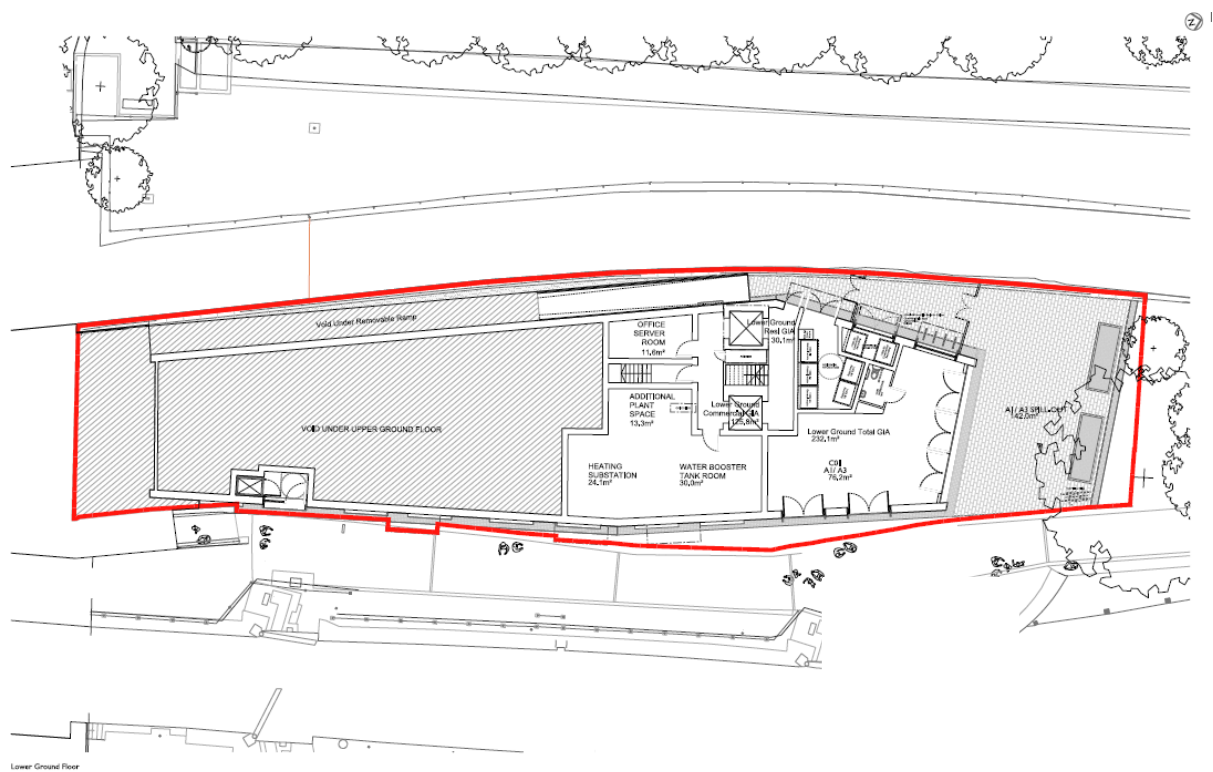 Void Under Removable Ramp
OFFICE
SERVER
ROOM
11.6m²
Lower Ground
Resi GIA
30.1m²
ADDITIONAL
PLANT
SPACE
13.3m²
Lower Ground
Commercial GIA
VOID UNDER UPPER GROUND FLOOR
A1/ A3 SPILL OUT
142.0m²
Lower Ground Total GIA
232.1m²
HEATING
SUBSTATION
24.1m²
WATER BOOSTER
TANK ROOM
30.0m²
A1/ A3
76.2m²
Lower Ground Floor